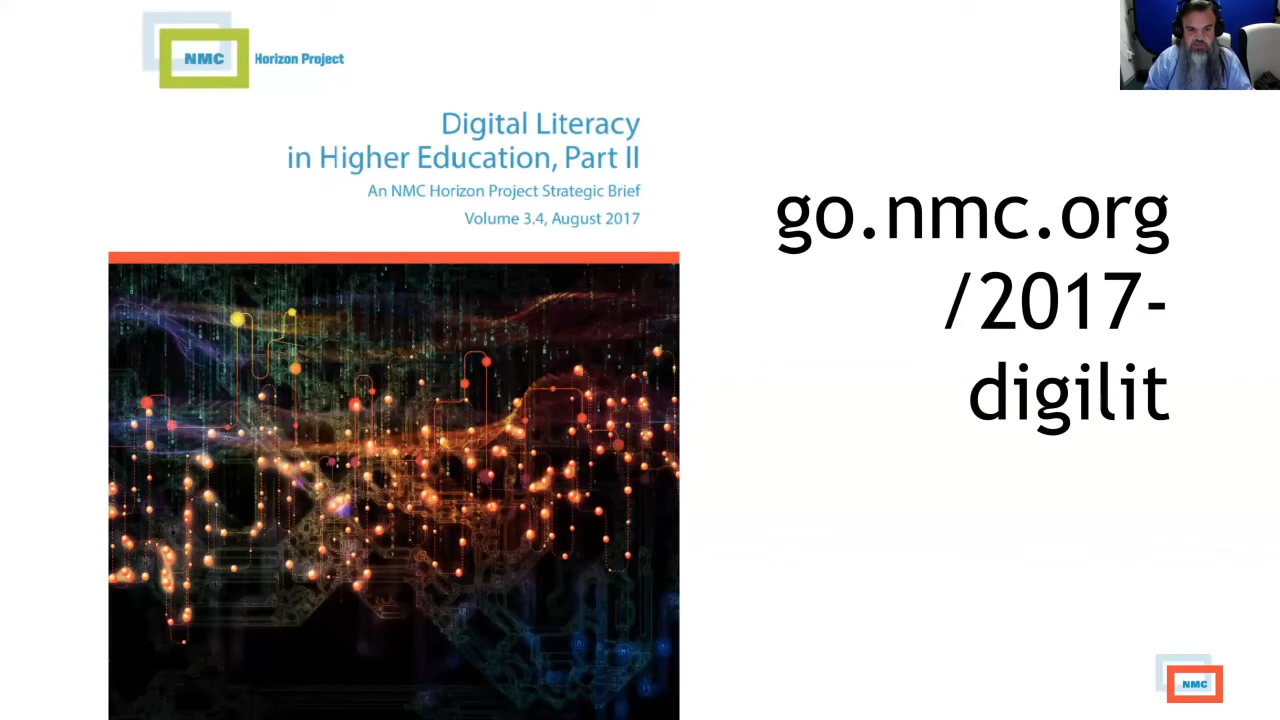 NMC Horizon Project
Digital Literacy
in Higher Education, Part II
An NMC Horizon Project Strategic Brief
Volume 3.4, August 2017
go.nmc.org
/2017-
digilit
NMC